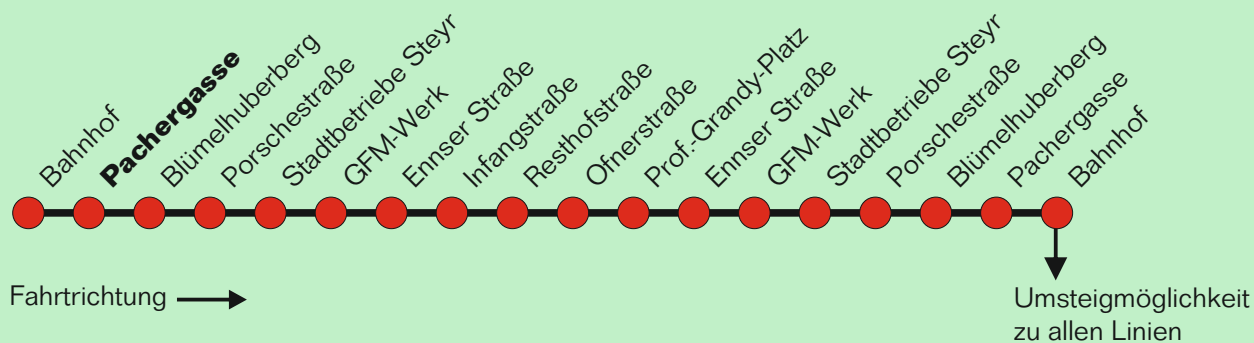 Bahnhof
Pachergasse
Blümelhuberberg
Porschestraße
Stadtbetriebe Steyr
GFM-Werk
Ennser Straße
Infangstraße
Resthofstraße
Ofnerstraße
Prof.-Grandy-Platz
Ennser Straße
GFM-Werk
Stadtbetriebe Steyr
Porschestraße
Blümelhuberberg
Pachergasse
Bahnhof
Fahrtrichtung
Umsteigmöglichkeit
zu allen Linien